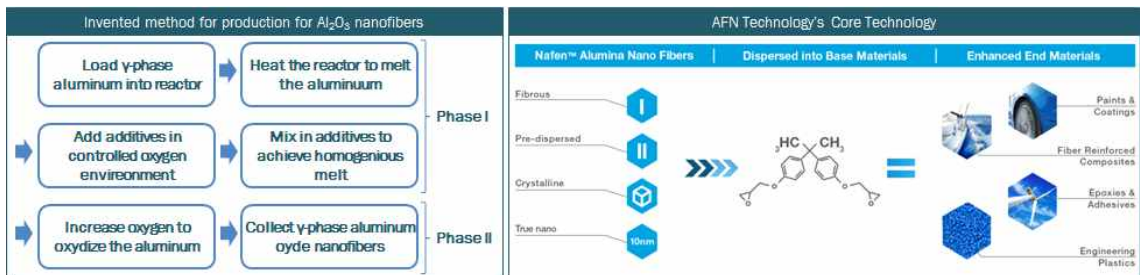 Invented method for production for Al₂O₃ nanofibers
Load γ-phase
aluminum into reactor
Heat the reactor to melt
the aluminuum
Add additives in
controlled oxygen
environment
Mix in additives to
achieve homogenious
melt
Phase I
Increase oxygen to
oxydize the aluminum
Collect γ-phase aluminum
oyde nanofibers
Phase II
AFN Technology's Core Technology
Nafen™ Alumina Nano Fibers
Dispersed into Base Materials
Enhanced End Materials
Fibrous
I
Pre-dispersed
II
Crystalline
True nano
10nm
H₃C CH₃
O O
O O
Paints &
Coatings
Fiber Reinforced
Composites
Epoxies &
Adhesives
Engineering
Plastics